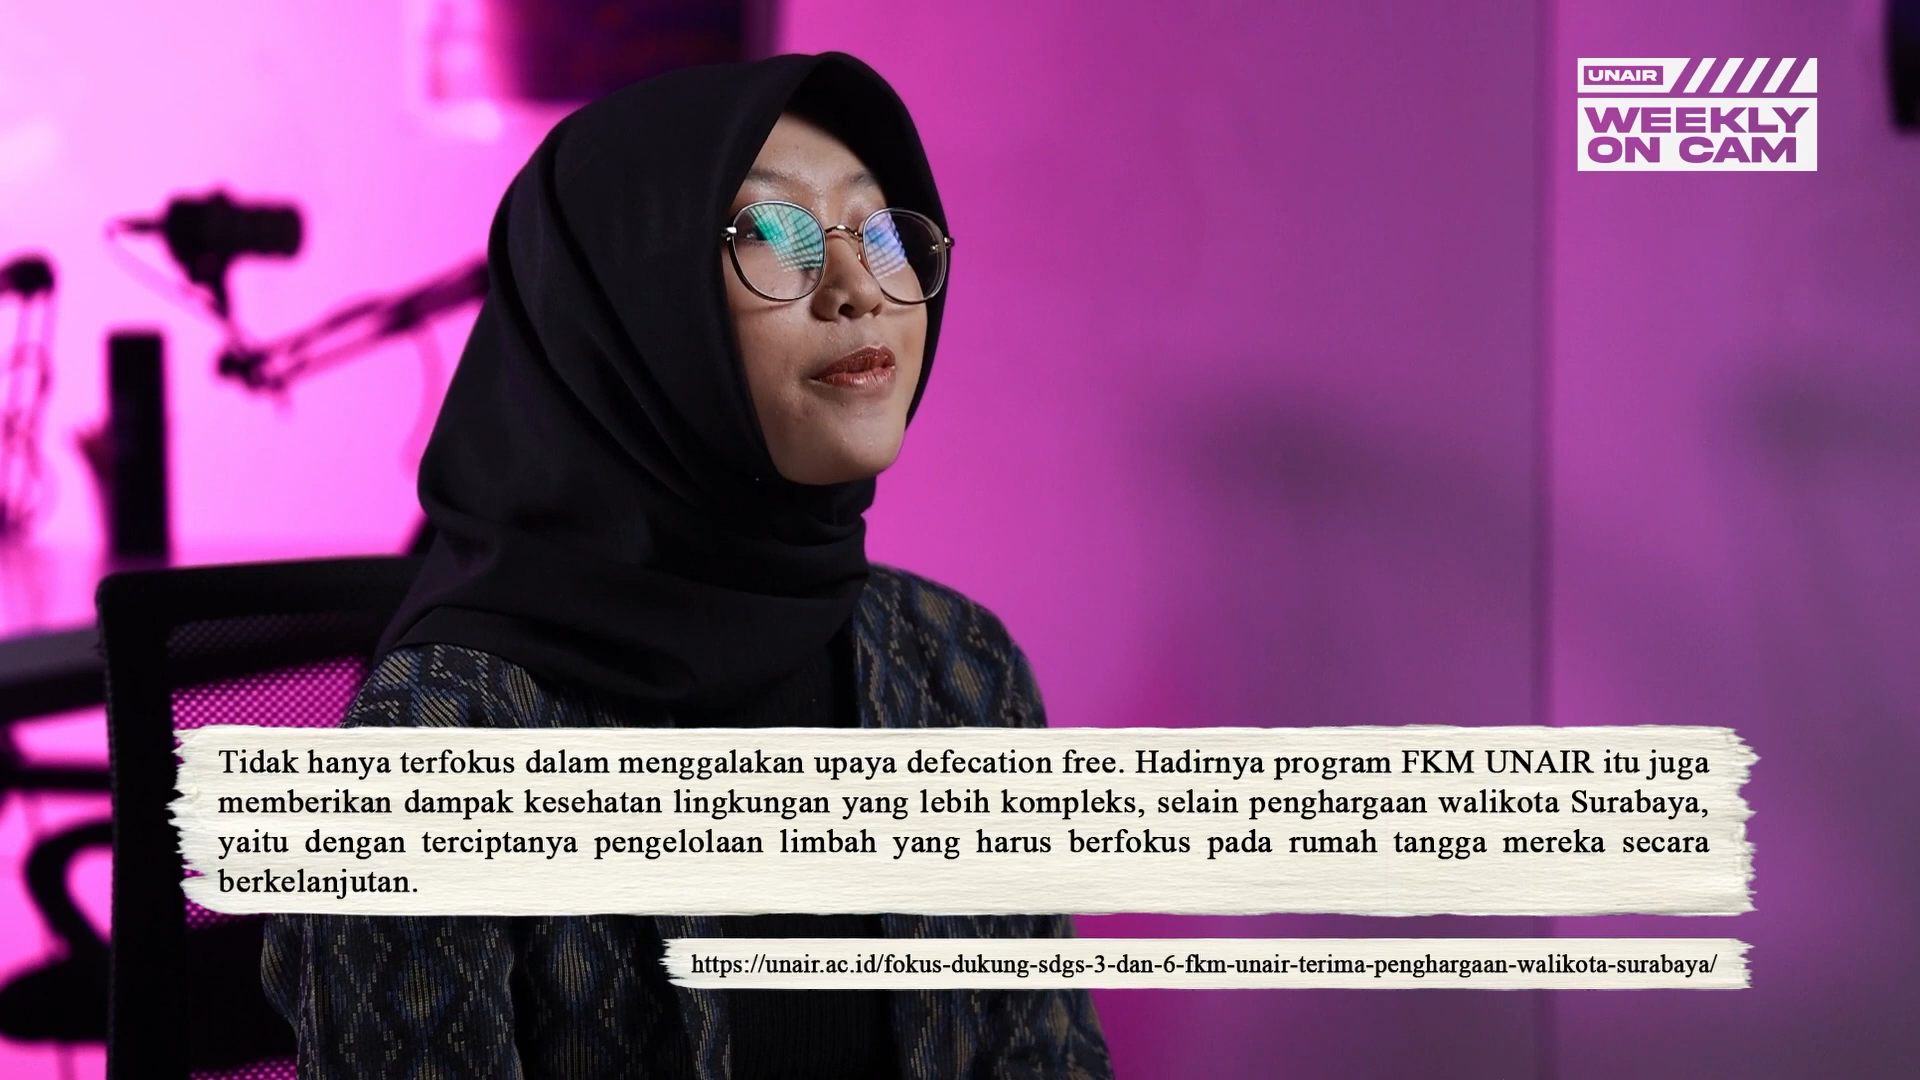 UNAIR
WEEKLY
ON CAM
Tidak hanya terfokus dalam menggalakan upaya defecation free. Hadirnya program FKM UNAIR itu juga
memberikan dampak kesehatan lingkungan yang lebih kompleks, selain penghargaan walikota Surabaya,
yaitu dengan terciptanya pengelolaan limbah yang harus berfokus pada rumah tangga mereka secara
berkelanjutan.
https://unair.ac.id/fokus-dukung-sdgs-3-dan-6-fkm-unair-terima-penghargaan-walikota-surabaya/